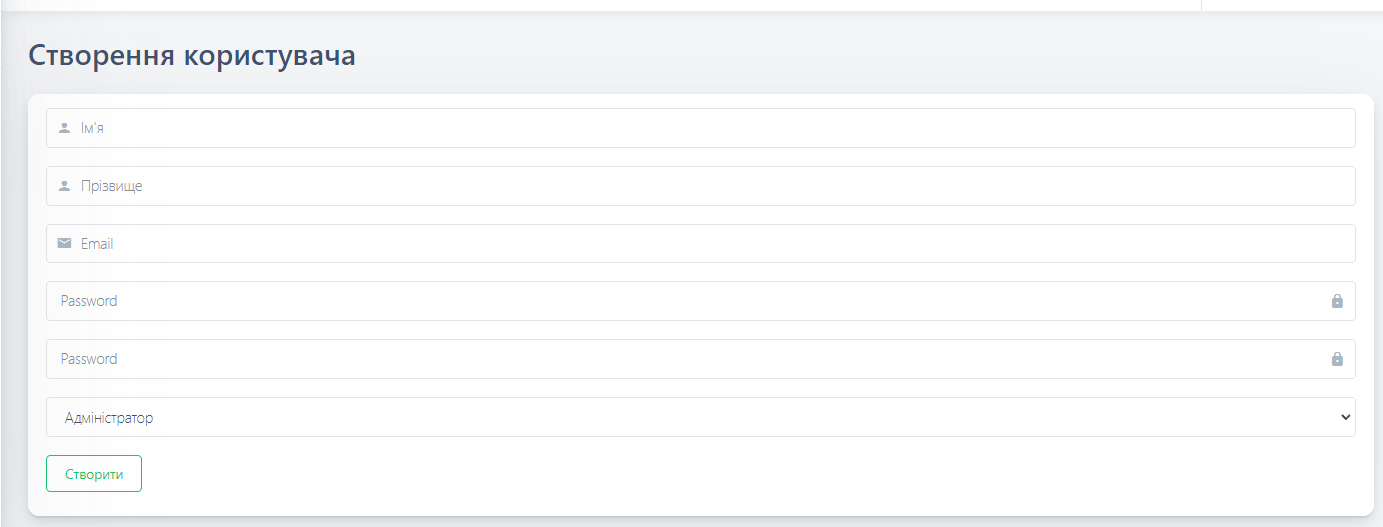 Створення користувача
Ім'я
Прізвище
Email
Password
Password
Адміністратор
Створити